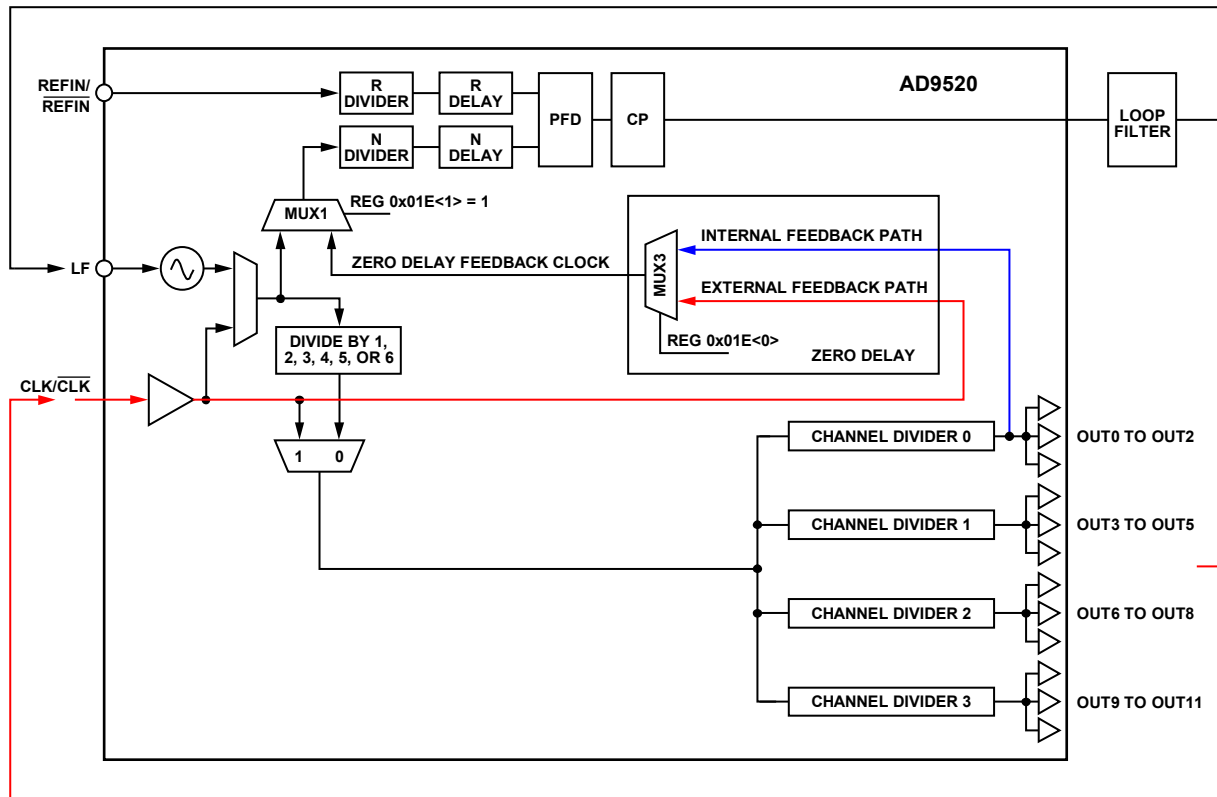 AD9520
REFIN/
REFIN
R
DIVIDER
R
DELAY
PFD
CP
LOOP
FILTER
N
DIVIDER
N
DELAY
REG 0x01E<1> = 1
MUX1
INTERNAL FEEDBACK PATH
LF
ZERO DELAY FEEDBACK CLOCK
MUX3
EXTERNAL FEEDBACK PATH
DIVIDE BY 1,
2, 3, 4, 5, OR 6
REG 0x01E<0>
ZERO DELAY
CLK/CLK
1 0
CHANNEL DIVIDER 0
OUT0 TO OUT2
CHANNEL DIVIDER 1
OUT3 TO OUT5
CHANNEL DIVIDER 2
OUT6 TO OUT8
CHANNEL DIVIDER 3
OUT9 TO OUT11